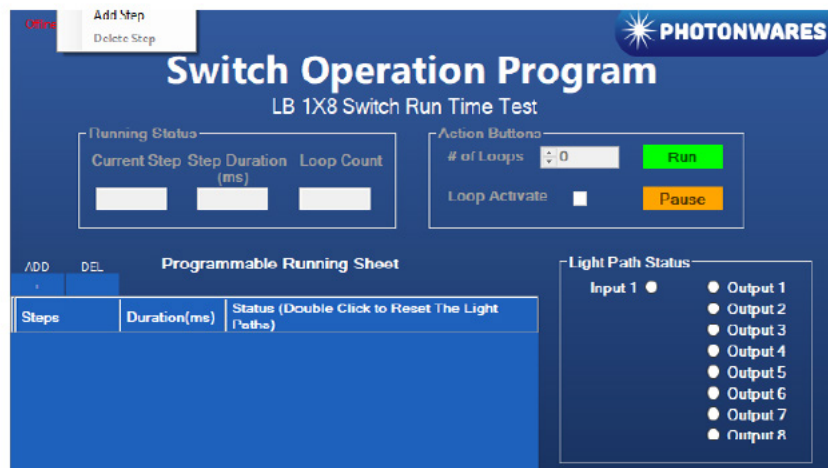 Add Step
Offline
Delete Step
PHOTONWARES
Switch Operation Program
LB 1X8 Switch Run Time Test
Running Status
Action Buttons
Current Step Step Duration (ms) Loop Count
# of Loops 0 Run
Loop Activate Pause
ADD DEL Programmable Running Sheet
Light Path Status
Input 1 Output 1
Steps Duration(ms) Status (Double Click to Reset The Light Paths)
Output 2
Output 3
Output 4
Output 5
Output 6
Output 7
Output 8